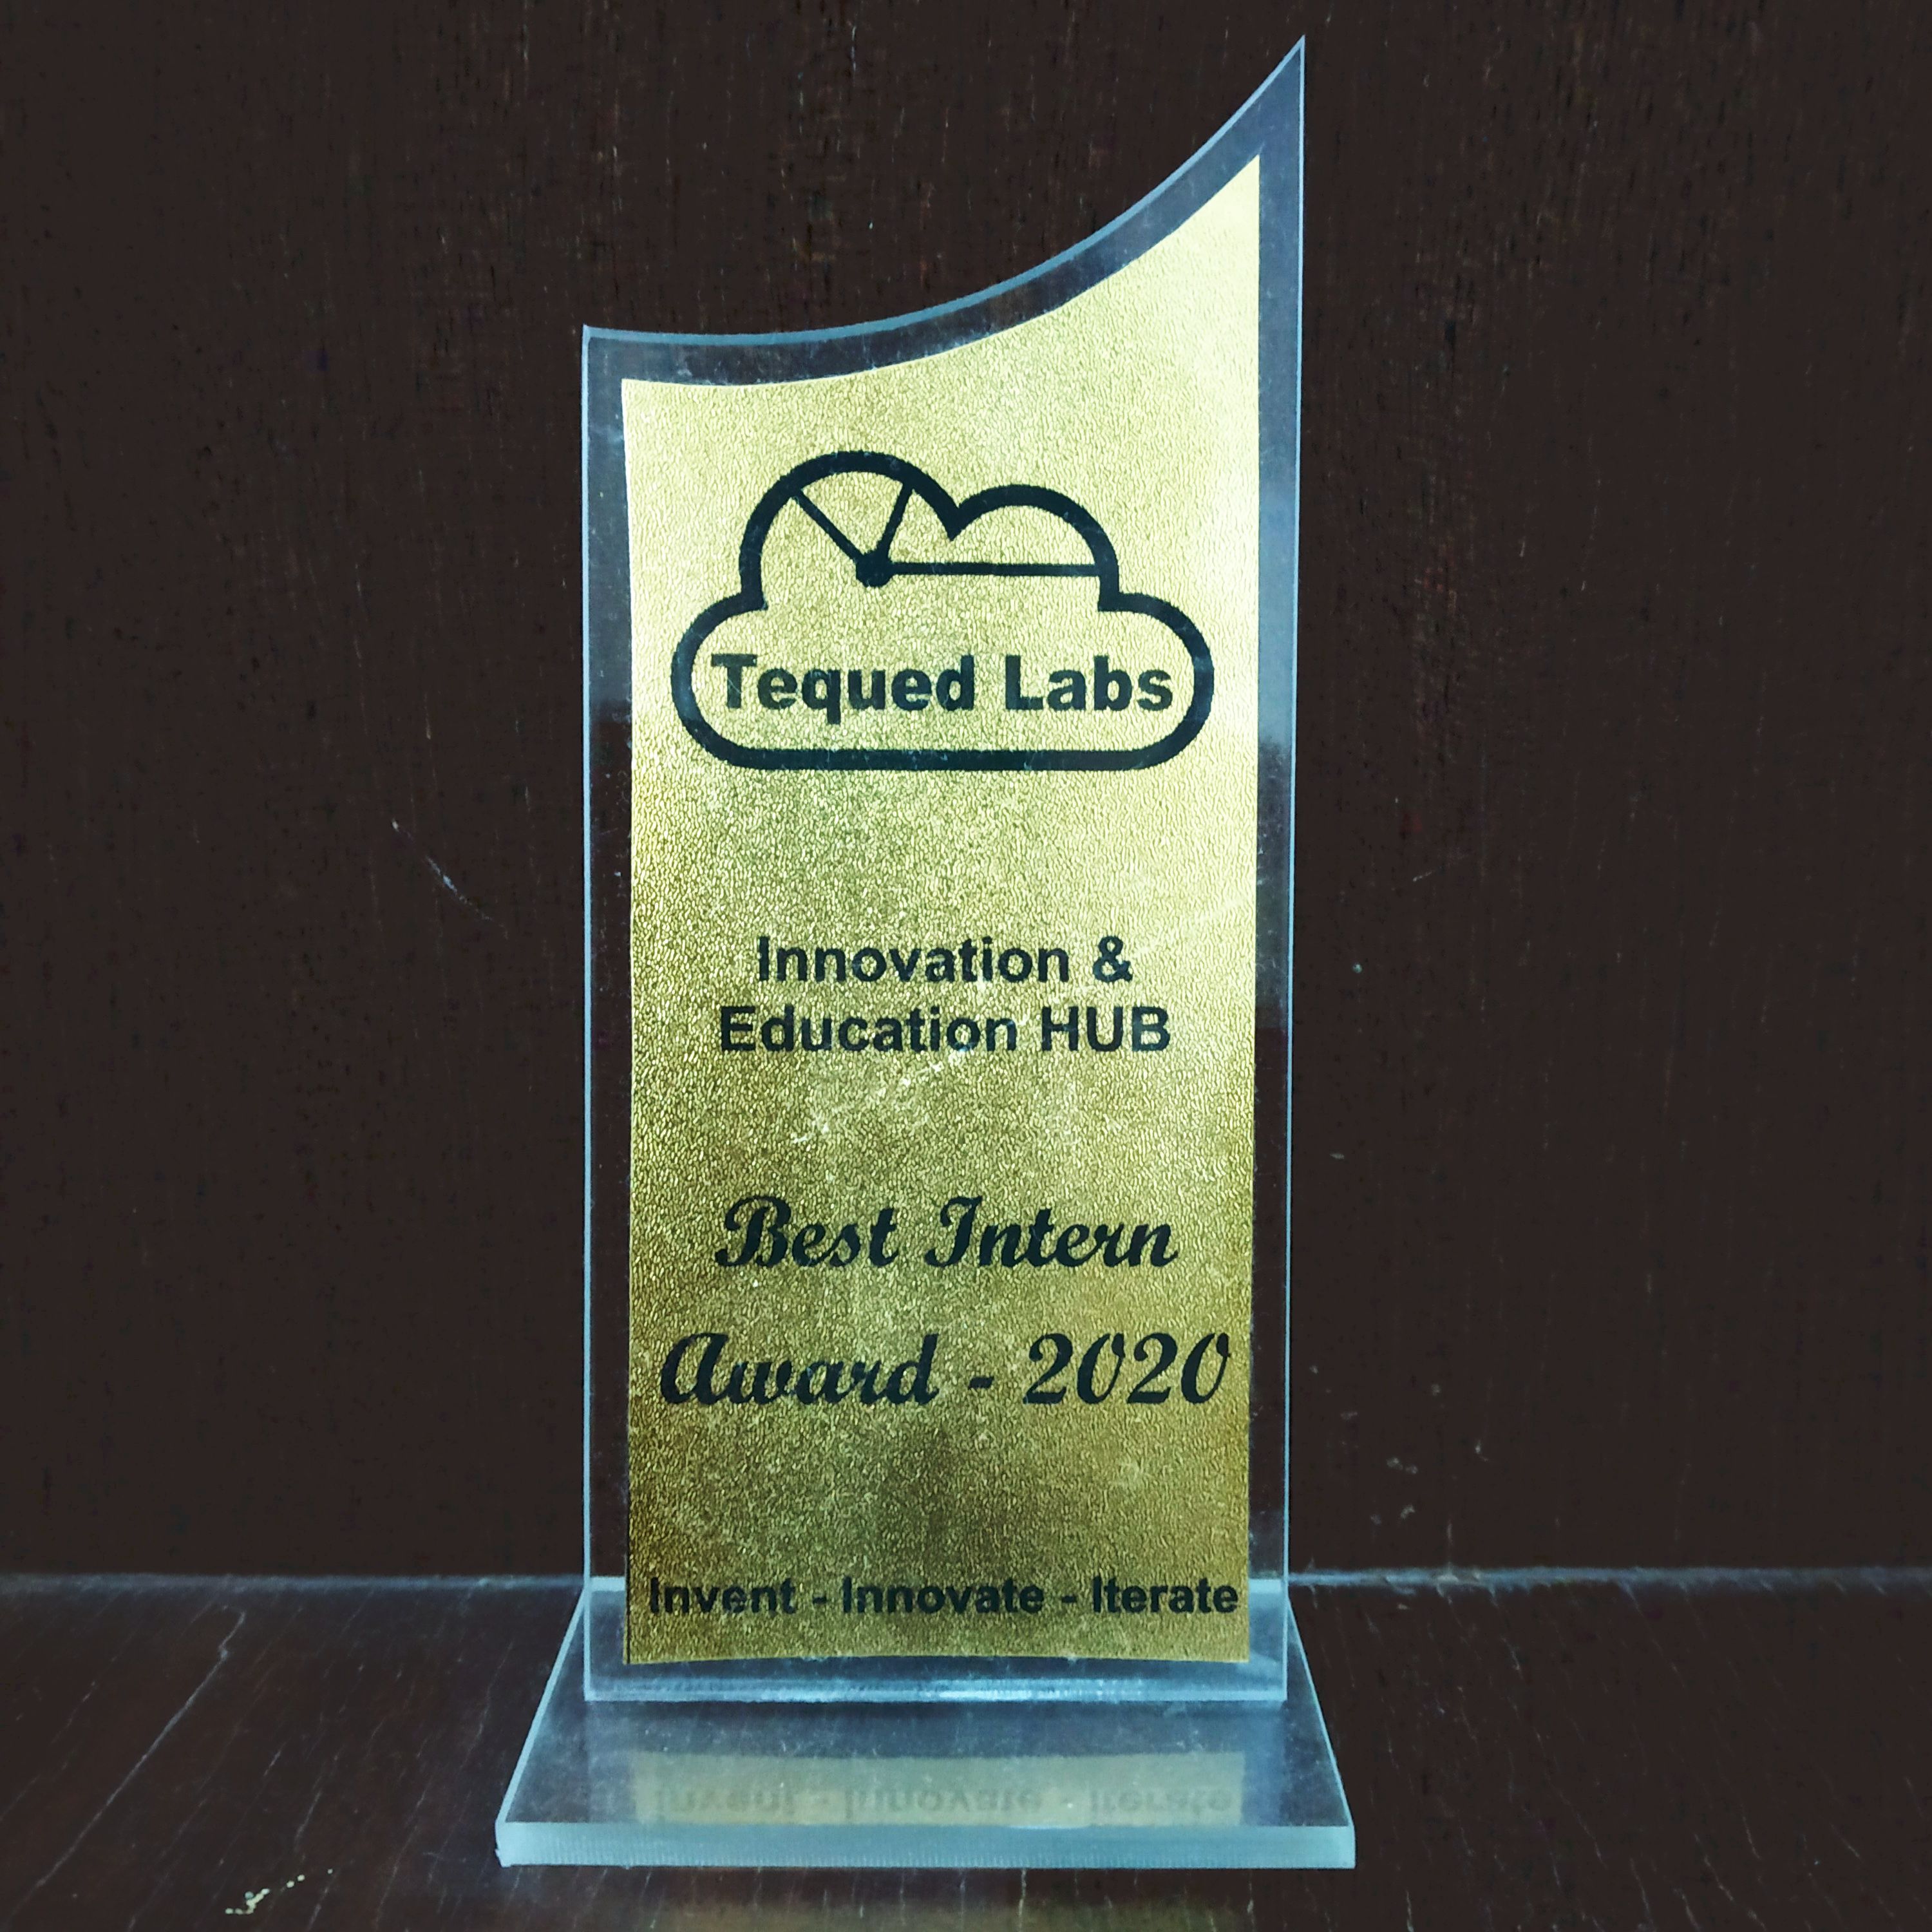 Tequed Labs
Innovation &
Education HUB
Best Intern
Award - 2020
Invent - Innovate - Iterate